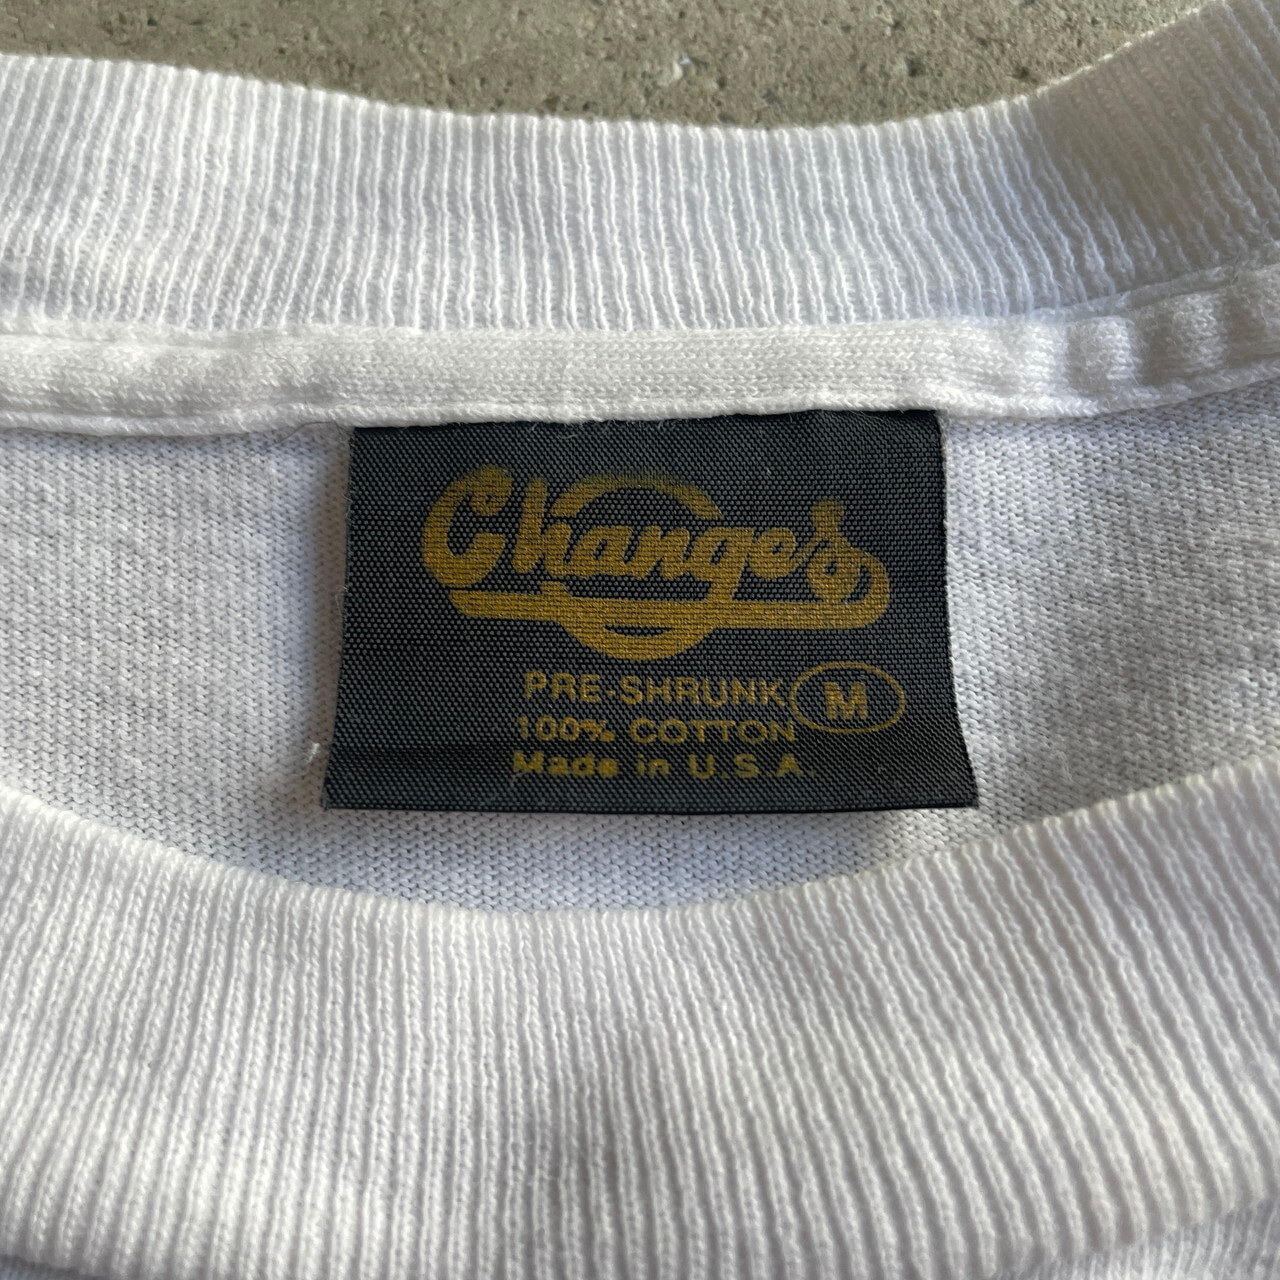 Changes
PRE-SHRUNK M
100% COTTON
Made in U.S.A.